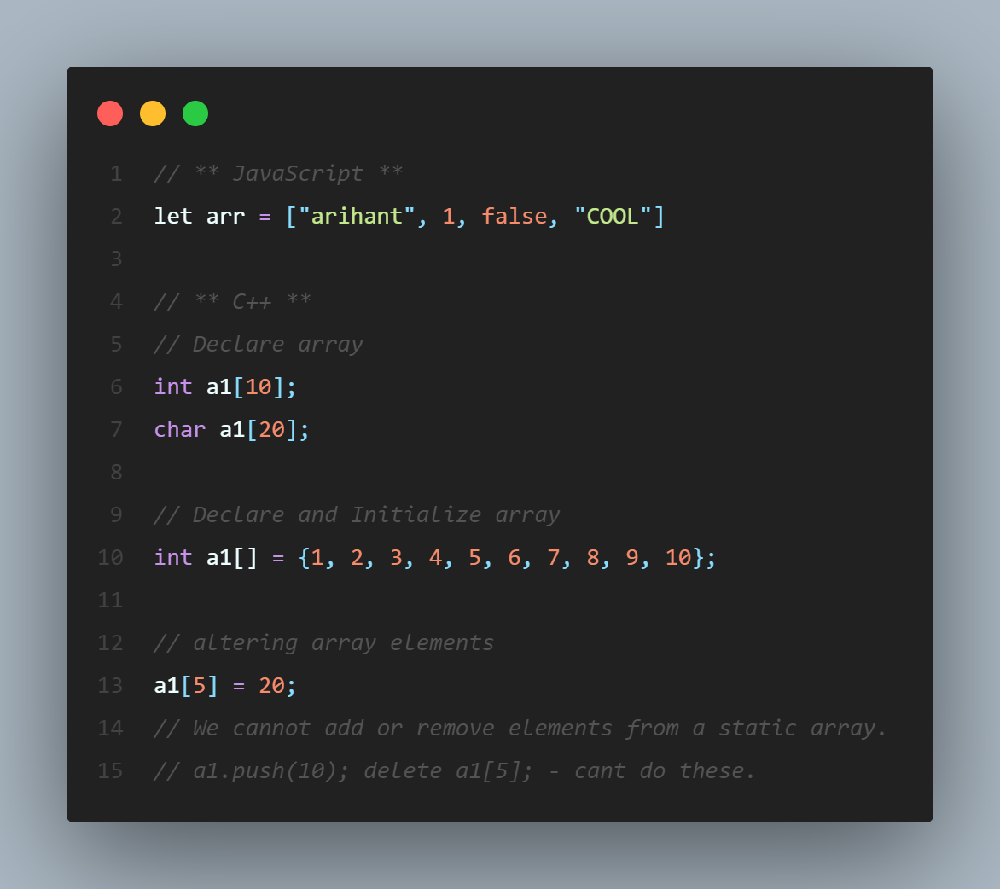 1 // ** JavaScript **
2 let arr = ["arihant", 1, false, "COOL"]
3
4 // ** C++ **
5 // Declare array
6 int a1[10];
7 char a1[20];
8
9 // Declare and Initialize array
10 int a1[] = {1, 2, 3, 4, 5, 6, 7, 8, 9, 10};
11
12 // altering array elements
13 a1[5] = 20;
14 // We cannot add or remove elements from a static array.
15 // a1.push(10); delete a1[5]; - cant do these.